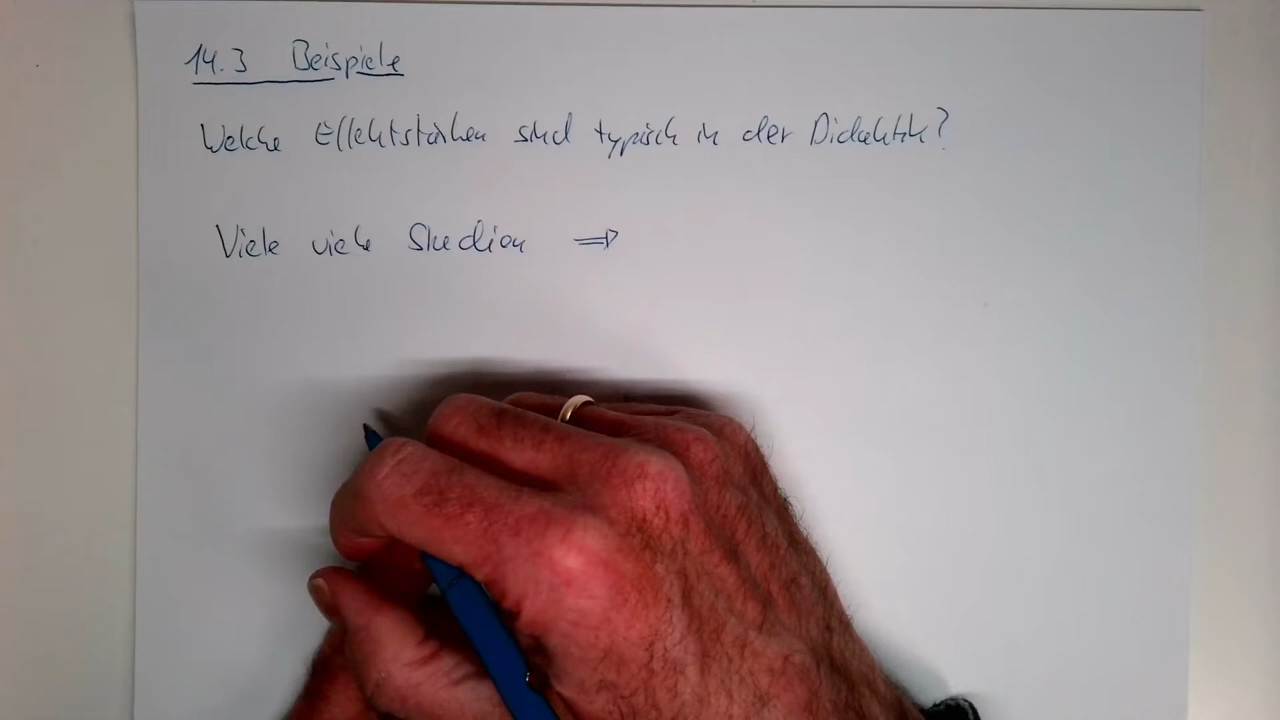 14.3 Beispiele
Welche Effektstärken sind typisch in der Didaktik?
Viele viele Studien ⇒